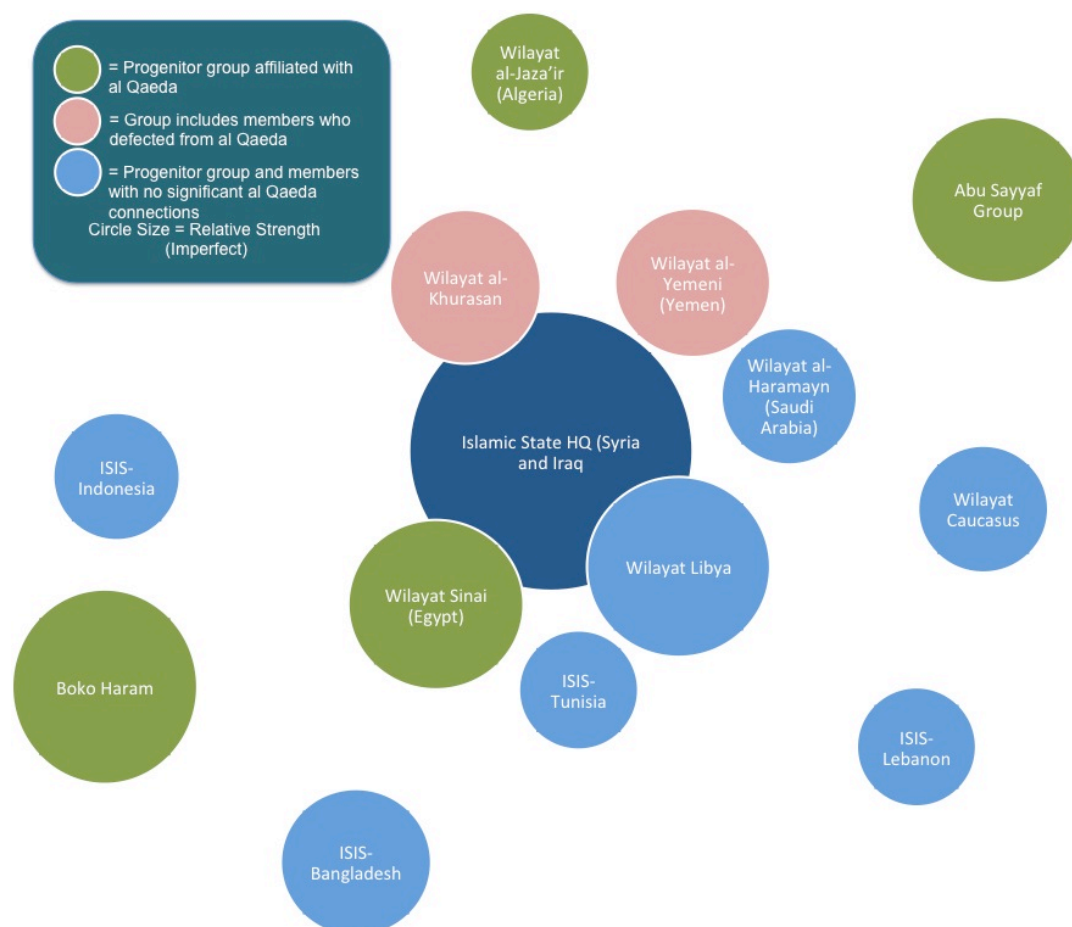 = Progenitor group affiliated with
al Qaeda
= Group includes members who
defected from al Qaeda
= Progenitor group and members
with no significant al Qaeda
connections
Circle Size = Relative Strength
(Imperfect)
Wilayat
al-Jaza’ir
(Algeria)
Abu Sayyaf
Group
Wilayat al-
Khurasan
Wilayat al-
Yemeni
(Yemen)
Wilayat al-
Haramayn
(Saudi
Arabia)
Islamic State HQ (Syria
and Iraq
ISIS-
Indonesia
Wilayat
Caucasus
Wilayat Sinai
(Egypt)
Wilayat Libya
Boko Haram
ISIS-
Tunisia
ISIS-
Lebanon
ISIS-
Bangladesh